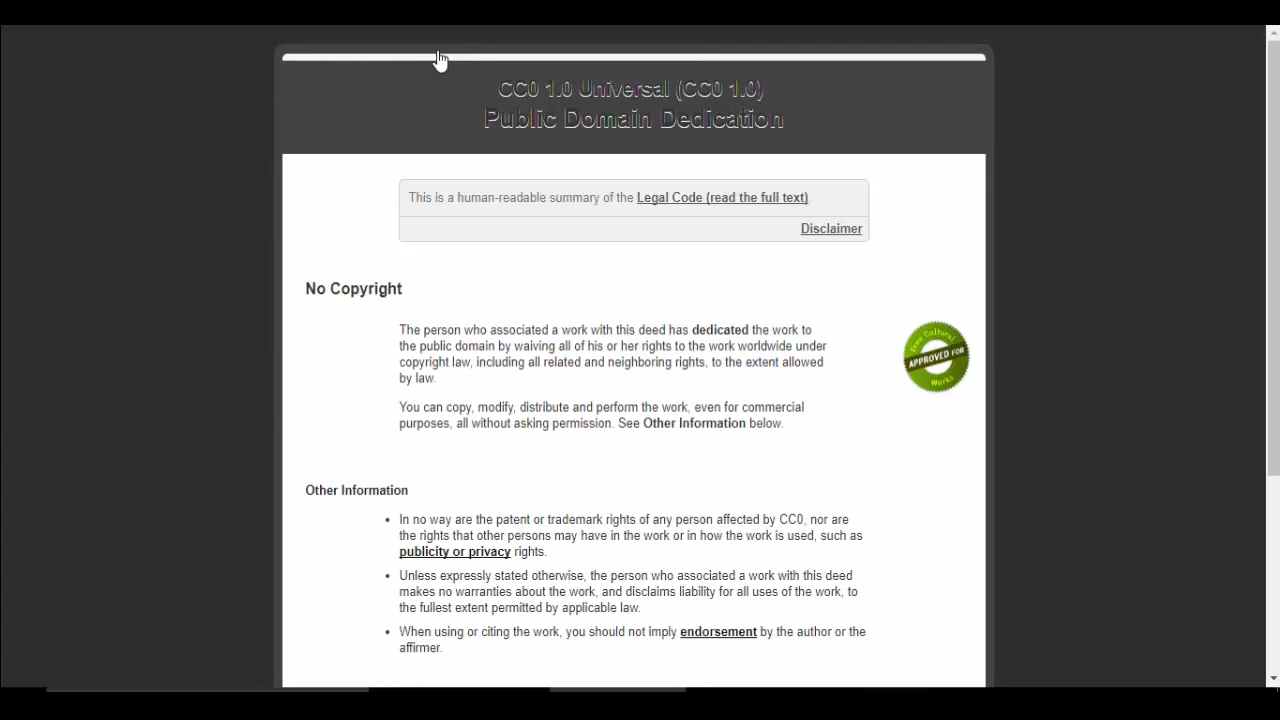 CC0 1.0 Universal (CC0 1.0)
Public Domain Dedication
This is a human-readable summary of the Legal Code (read the full text).
Disclaimer
No Copyright
The person who associated a work with this deed has dedicated the work to
the public domain by waiving all of his or her rights to the work worldwide under
copyright law, including all related and neighboring rights, to the extent allowed
by law.
You can copy, modify, distribute and perform the work, even for commercial
purposes, all without asking permission. See Other Information below.
Free Cultural
APPROVED FOR
Works
Other Information
• In no way are the patent or trademark rights of any person affected by CC0, nor are
the rights that other persons may have in the work or in how the work is used, such as
publicity or privacy rights.
• Unless expressly stated otherwise, the person who associated a work with this deed
makes no warranties about the work, and disclaims liability for all uses of the work, to
the fullest extent permitted by applicable law.
• When using or citing the work, you should not imply endorsement by the author or the
affirmer.